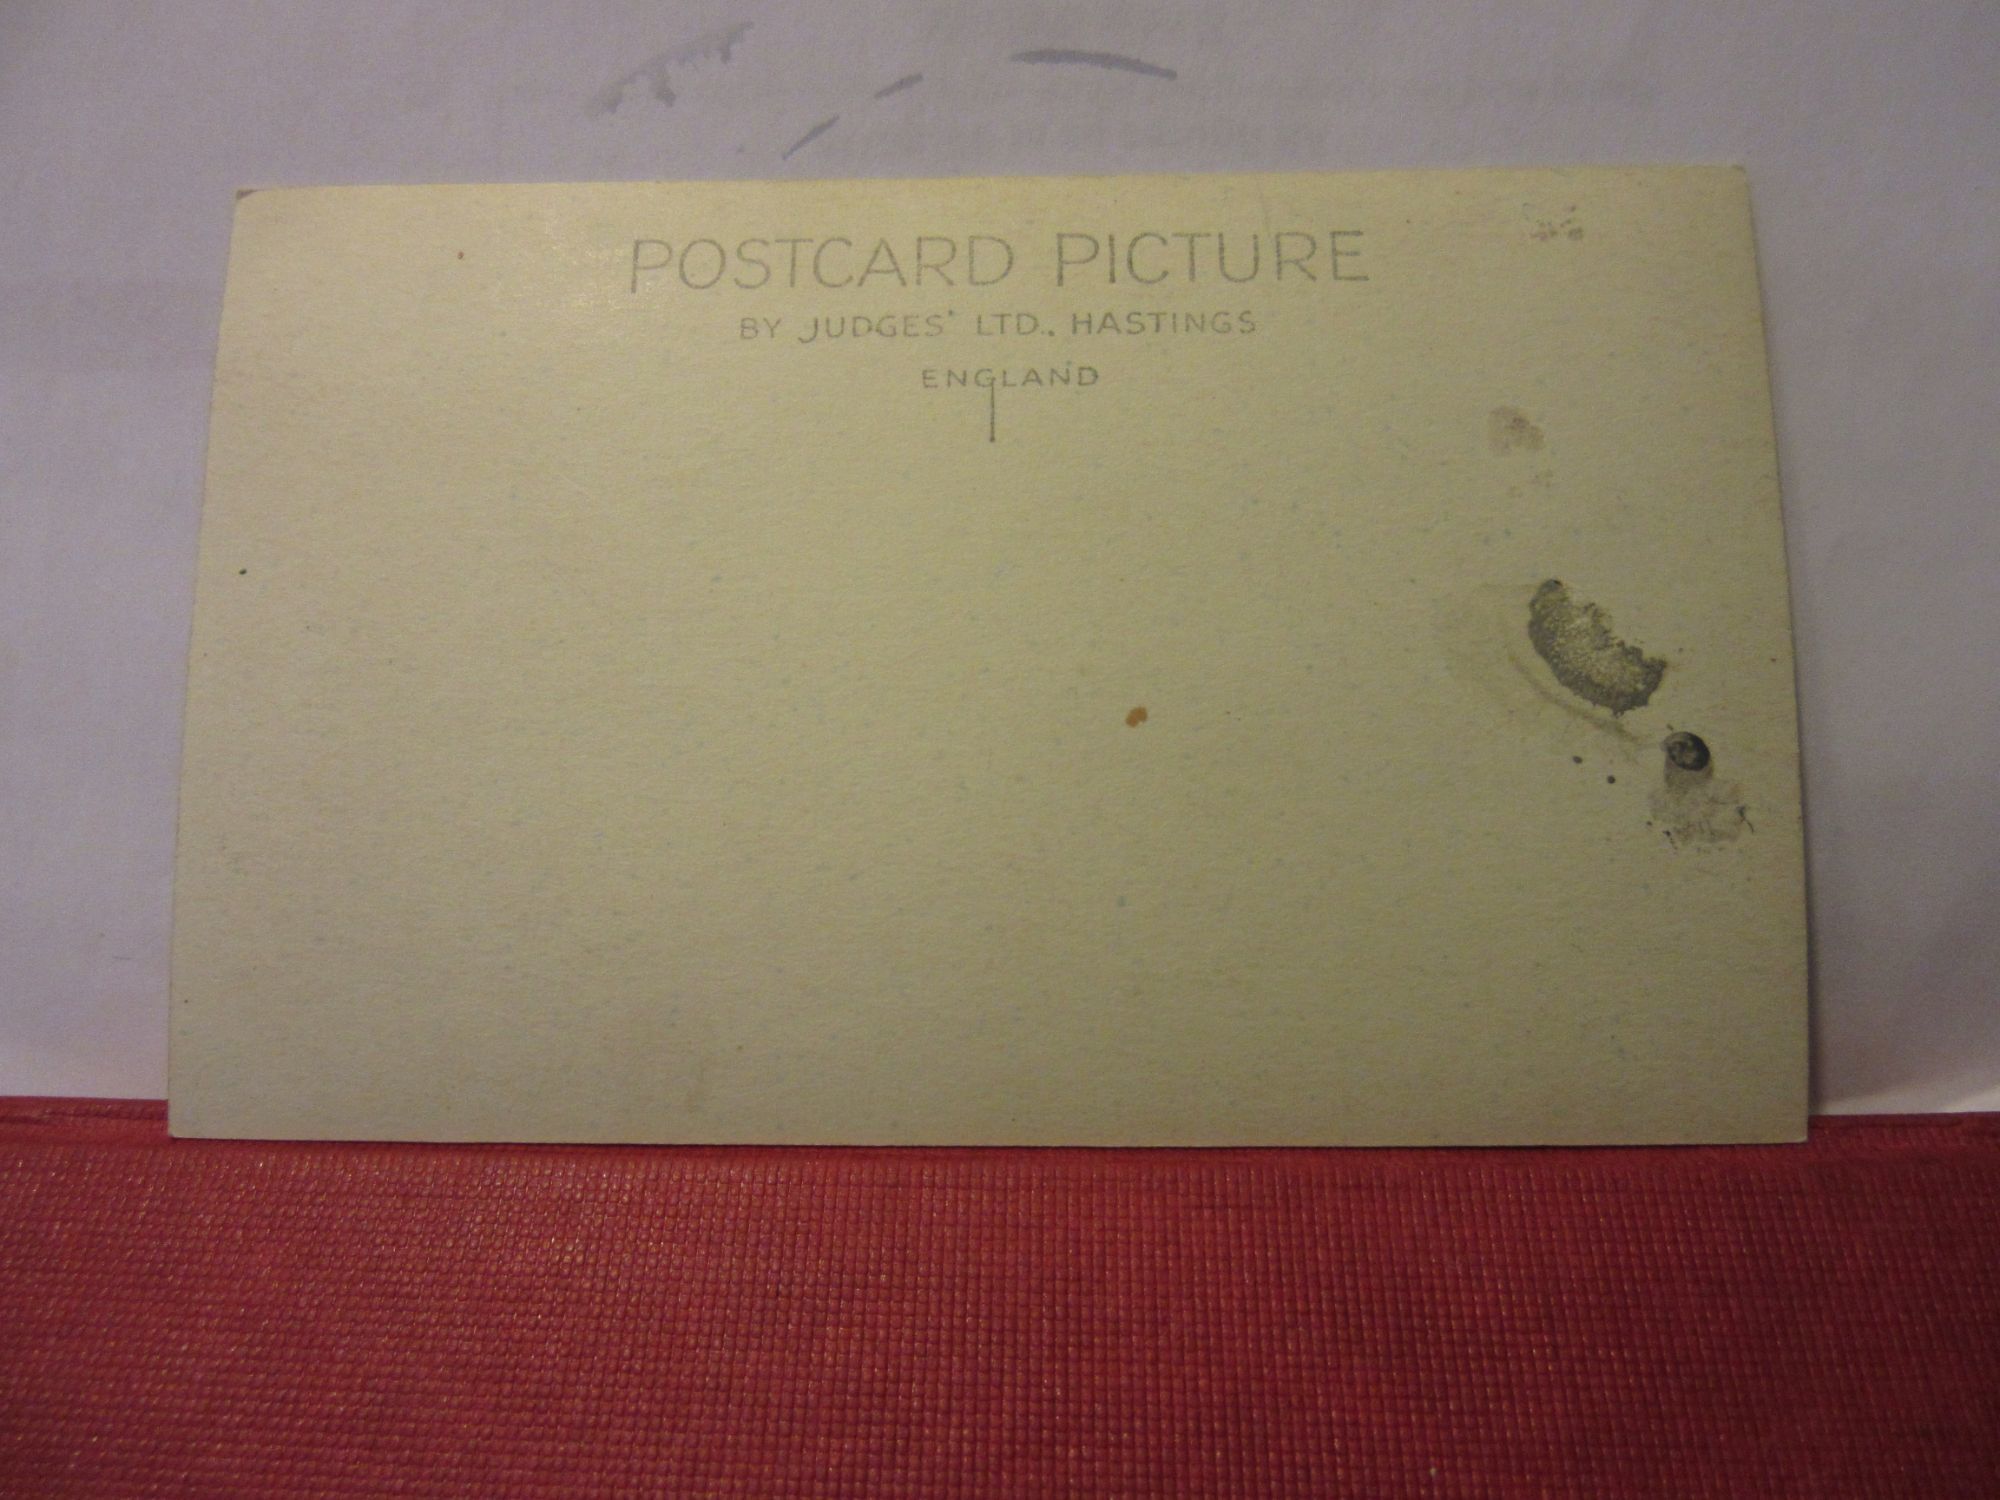 POSTCARD PICTURE
BY JUDGES' LTD., HASTINGS
ENGLAND